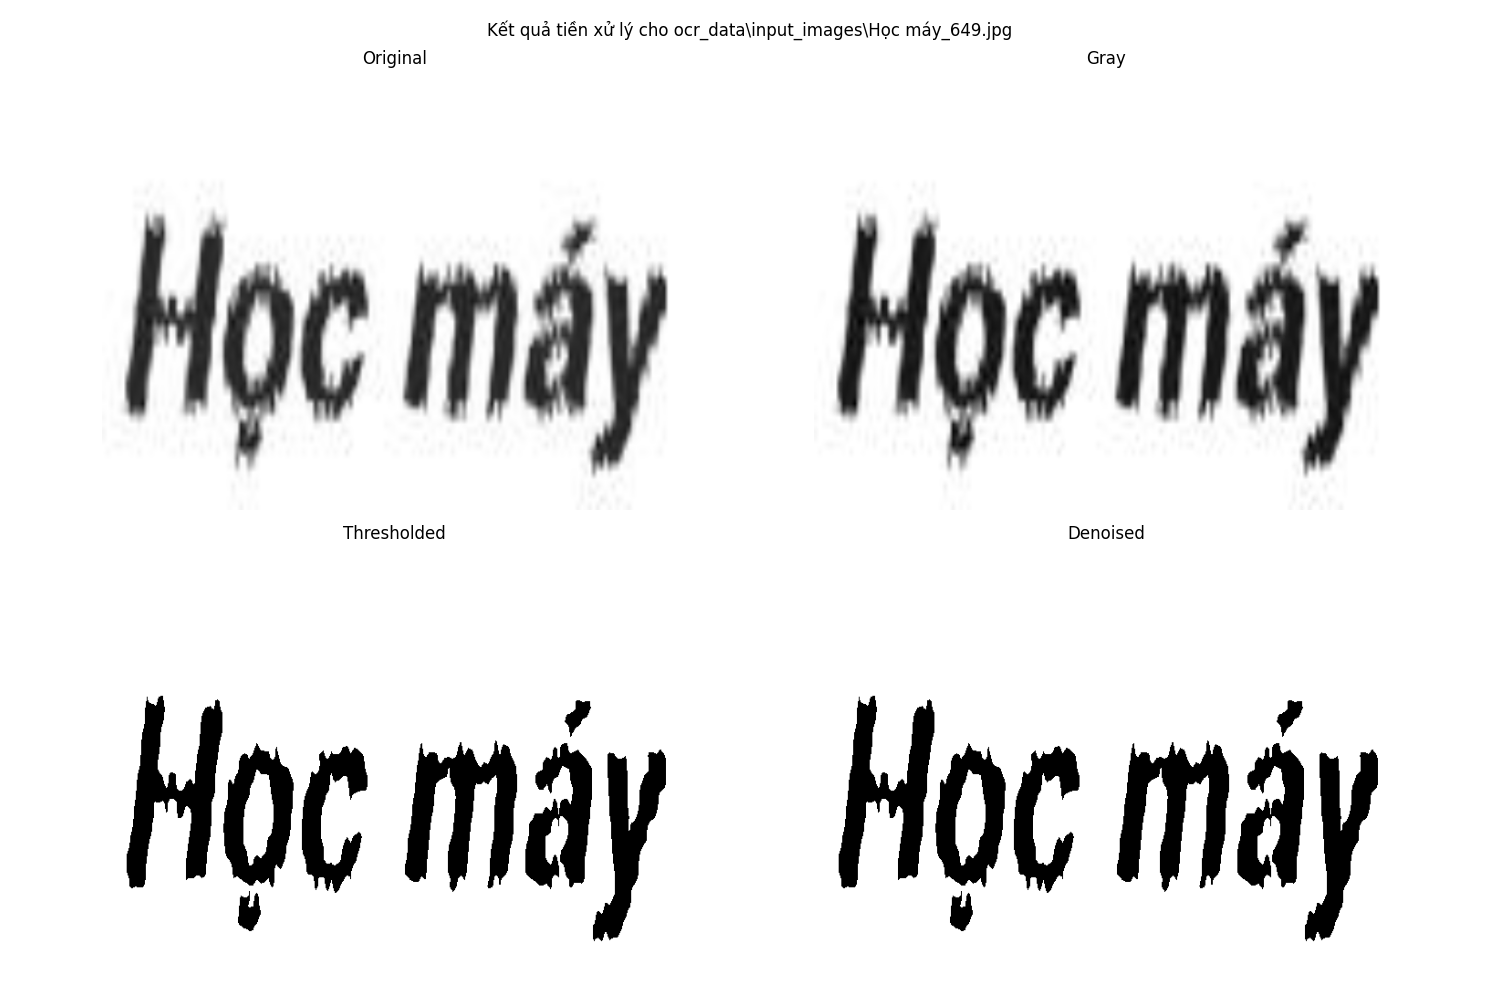 Kết quả tiền xử lý cho ocr_data\input_images\Học máy_649.jpg
Original
Gray
Học máy
Học máy
Thresholded
Denoised
Học máy
Học máy